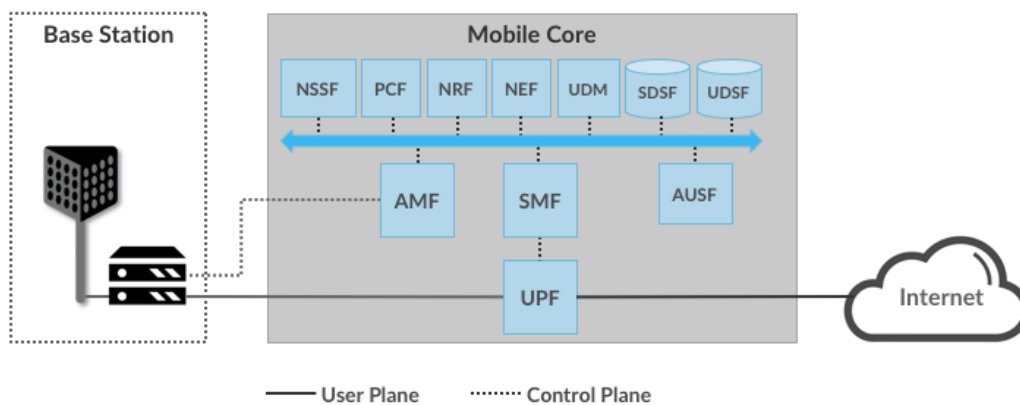 Base Station
Mobile Core
NSSF PCF NRF NEF UDM SDSF UDSF
AMF SMF AUSF
UPF
Internet
User Plane Control Plane